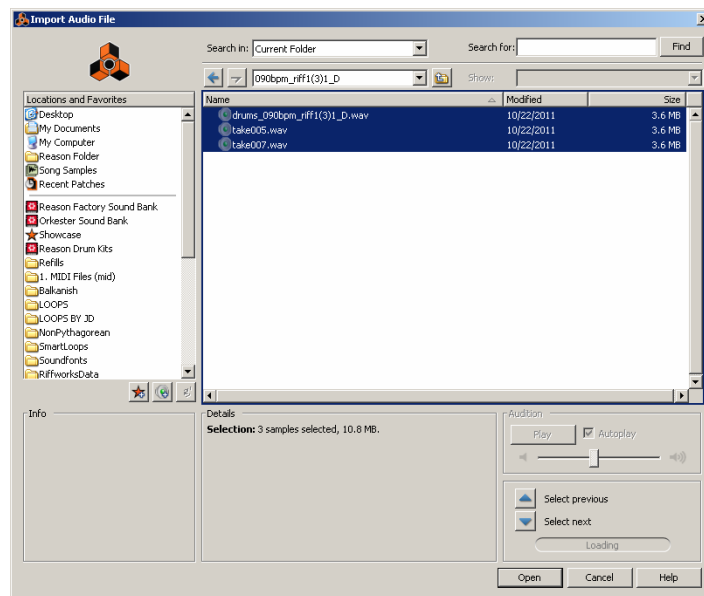 Import Audio File
Search in: Current Folder Search for: Find
090bpm_riff1(3)1_D Show:
Locations and Favorites
Desktop
My Documents
My Computer
Reason Folder
Song Samples
Recent Patches
Reason Factory Sound Bank
Orkester Sound Bank
Showcase
Reason Drum Kits
Refills
1. MIDI Files (mid)
Balkanish
LOOPS
LOOPS BY JD
NonPythagorean
SmartLoops
Soundfonts
RiffworksData
Name Modified Size
drums_090bpm_riff1(3)1_D.wav 10/22/2011 3.6 MB
take005.wav 10/22/2011 3.6 MB
take007.wav 10/22/2011 3.6 MB
Info
Details
Selection: 3 samples selected, 10.8 MB.
Audition
Play Autoplay
Select previous
Select next
Loading
Open Cancel Help